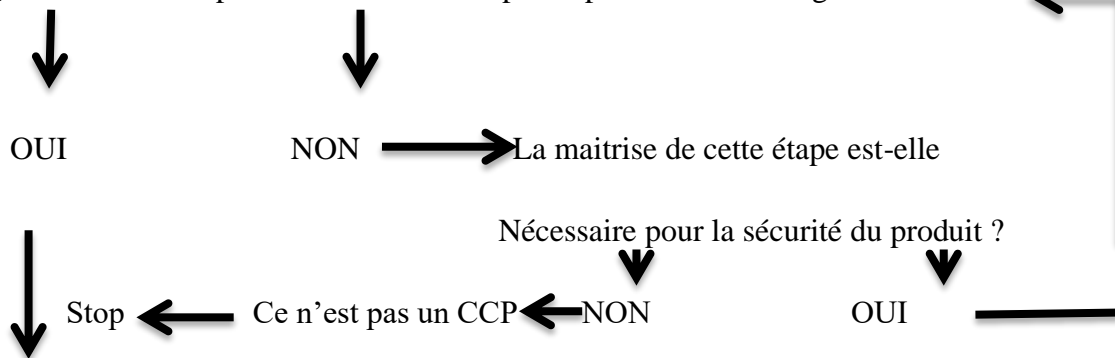 OUI NON La maitrise de cette étape est-elle
Nécessaire pour la sécurité du produit ?
Stop Ce n’est pas un CCP NON OUI